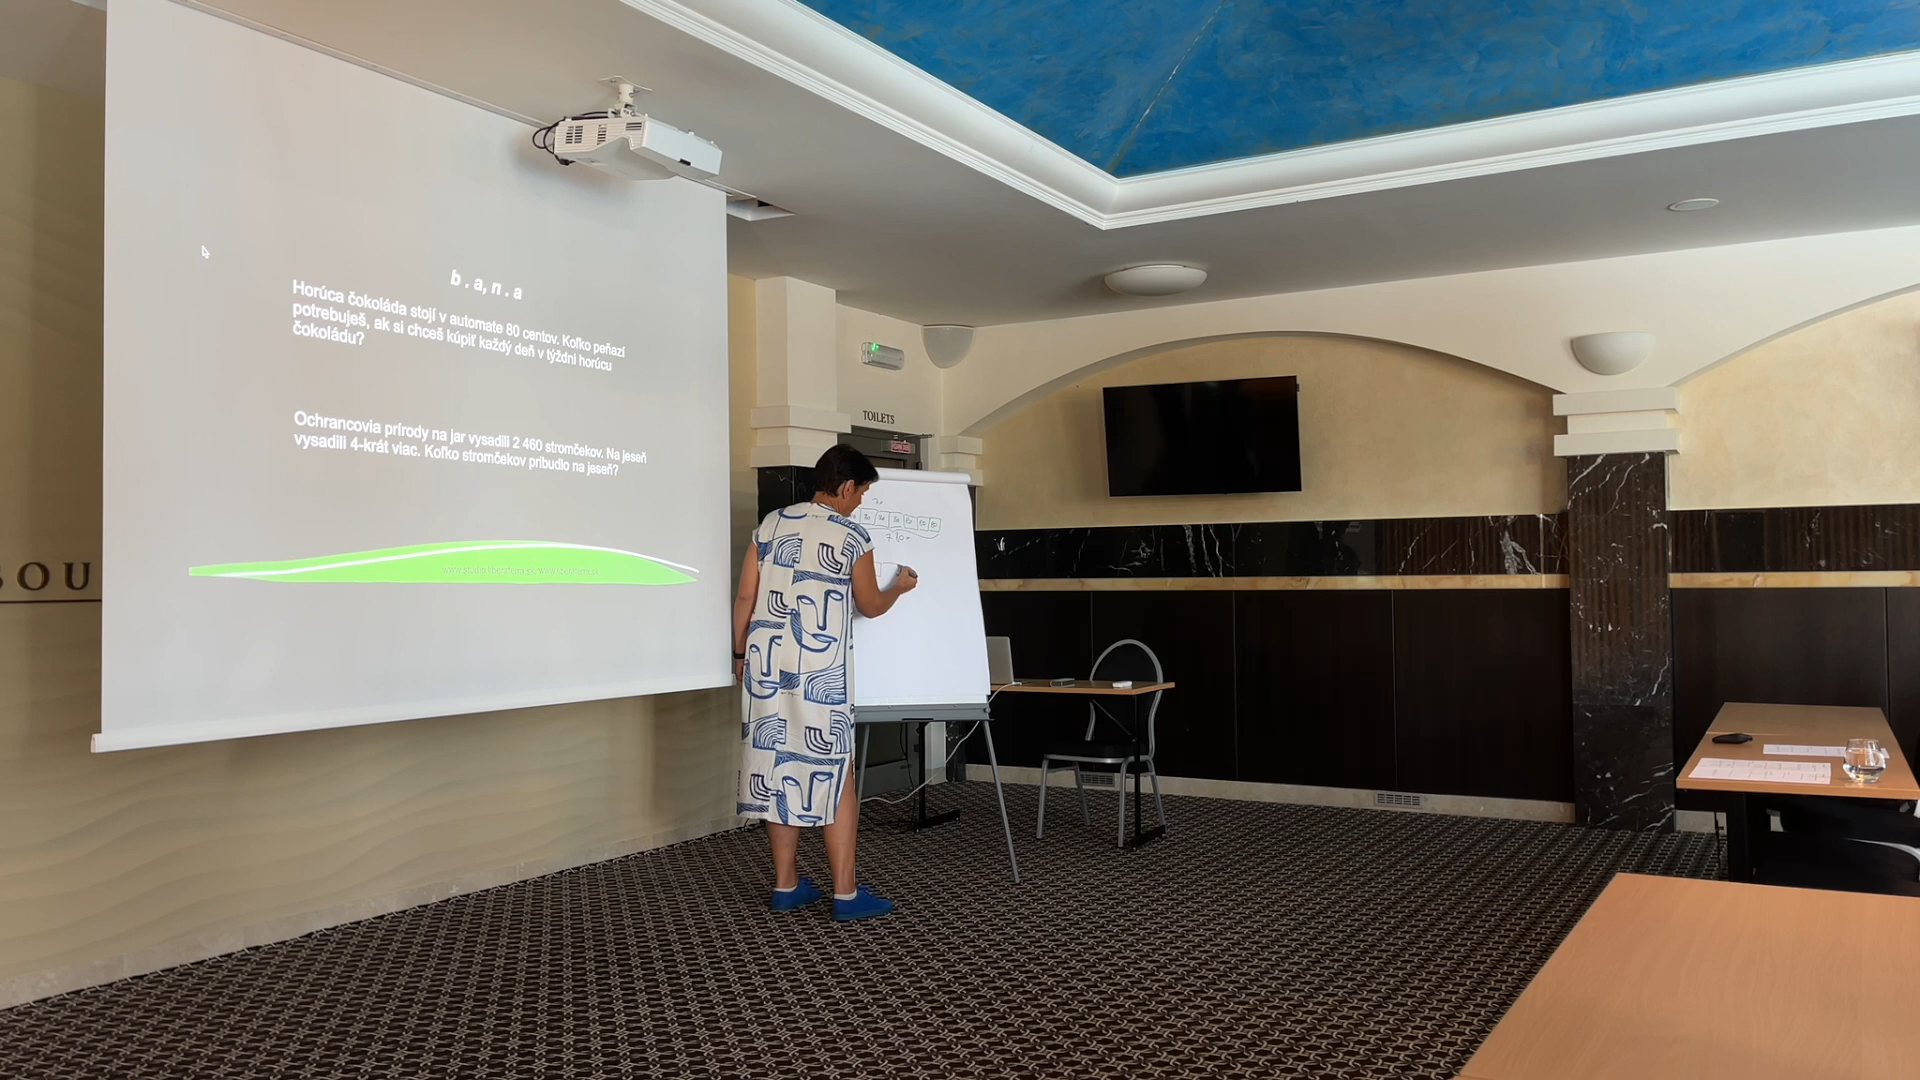 b . a, n . a
Horúca čokoláda stojí v automate 80 centov. Koľko peňazí
potrebuješ, ak si chceš kúpiť každý deň v týždni horúcu
čokoládu?
Ochrancovia prírody na jar vysadili 2 460 stromčekov. Na jeseň
vysadili 4-krát viac. Koľko stromčekov pribudlo na jeseň?
TOILETS
BOU